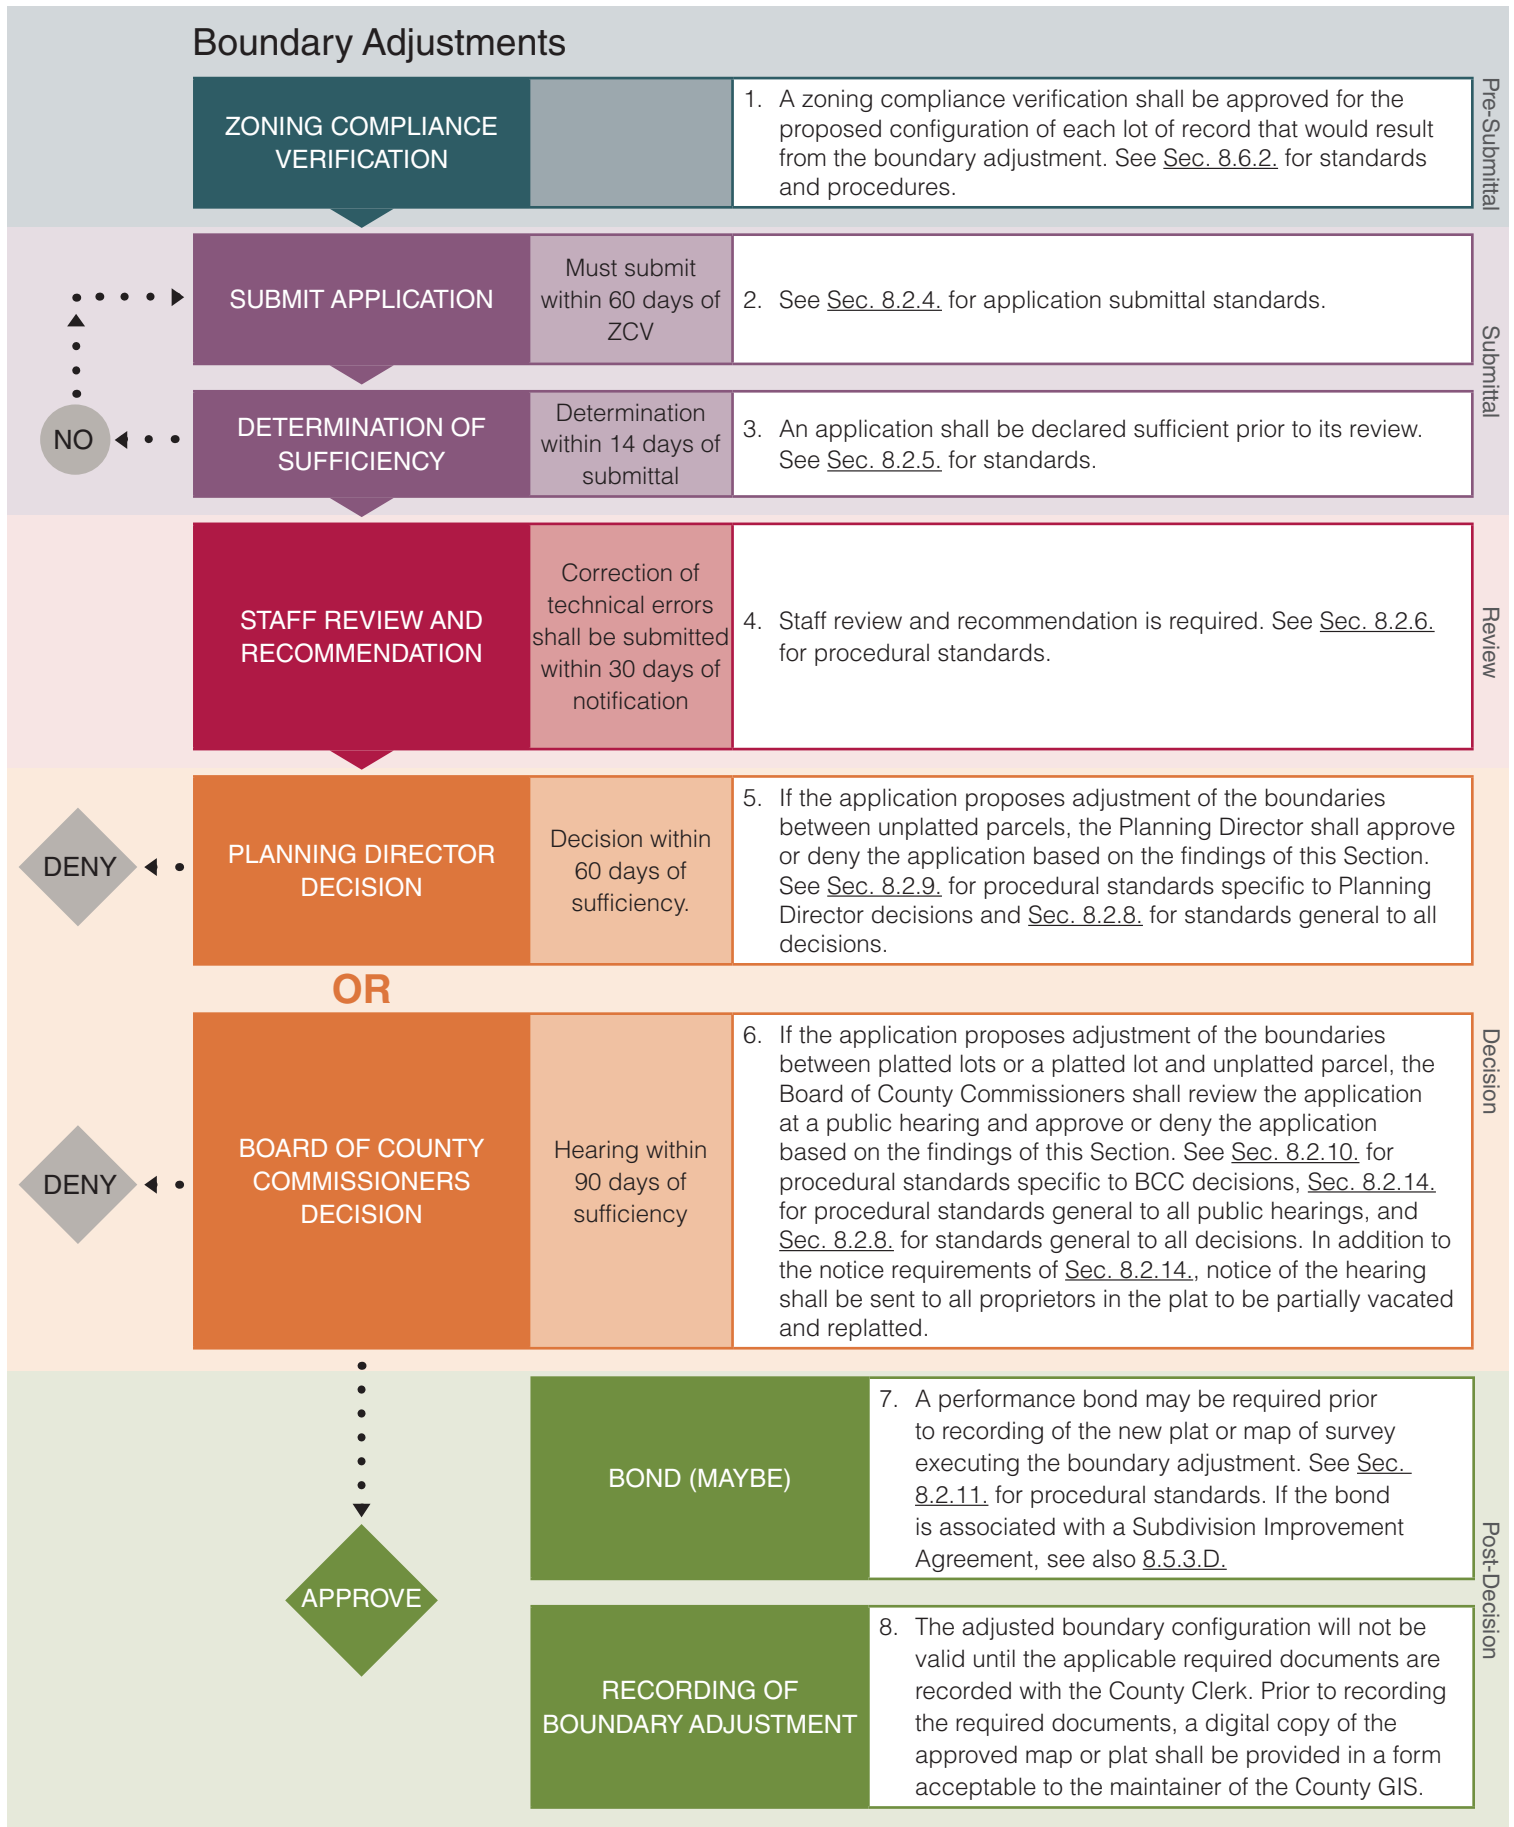 Boundary Adjustments
ZONING COMPLIANCE
VERIFICATION
1. A zoning compliance verification shall be approved for the
proposed configuration of each lot of record that would result
from the boundary adjustment. See Sec. 8.6.2. for standards
and procedures.
Pre-Submittal
SUBMIT APPLICATION
Must submit
within 60 days of
ZCV
2. See Sec. 8.2.4. for application submittal standards.
Submittal
NO
DETERMINATION OF
SUFFICIENCY
Determination
within 14 days of
submittal
3. An application shall be declared sufficient prior to its review.
See Sec. 8.2.5. for standards.
STAFF REVIEW AND
RECOMMENDATION
Correction of
technical errors
shall be submitted
within 30 days of
notification
4. Staff review and recommendation is required. See Sec. 8.2.6.
for procedural standards.
Review
DENY
PLANNING DIRECTOR
DECISION
Decision within
60 days of
sufficiency.
5. If the application proposes adjustment of the boundaries
between unplatted parcels, the Planning Director shall approve
or deny the application based on the findings of this Section.
See Sec. 8.2.9. for procedural standards specific to Planning
Director decisions and Sec. 8.2.8. for standards general to all
decisions.
OR
DENY
BOARD OF COUNTY
COMMISSIONERS
DECISION
Hearing within
90 days of
sufficiency
6. If the application proposes adjustment of the boundaries
between platted lots or a platted lot and unplatted parcel, the
Board of County Commissioners shall review the application
at a public hearing and approve or deny the application
based on the findings of this Section. See Sec. 8.2.10. for
procedural standards specific to BCC decisions, Sec. 8.2.14.
for procedural standards general to all public hearings, and
Sec. 8.2.8. for standards general to all decisions. In addition to
the notice requirements of Sec. 8.2.14., notice of the hearing
shall be sent to all proprietors in the plat to be partially vacated
and replatted.
Decision
APPROVE
BOND (MAYBE)
7. A performance bond may be required prior
to recording of the new plat or map of survey
executing the boundary adjustment. See Sec.
8.2.11. for procedural standards. If the bond
is associated with a Subdivision Improvement
Agreement, see also 8.5.3.D.
Post-Decision
RECORDING OF
BOUNDARY ADJUSTMENT
8. The adjusted boundary configuration will not be
valid until the applicable required documents are
recorded with the County Clerk. Prior to recording
the required documents, a digital copy of the
approved map or plat shall be provided in a form
acceptable to the maintainer of the County GIS.